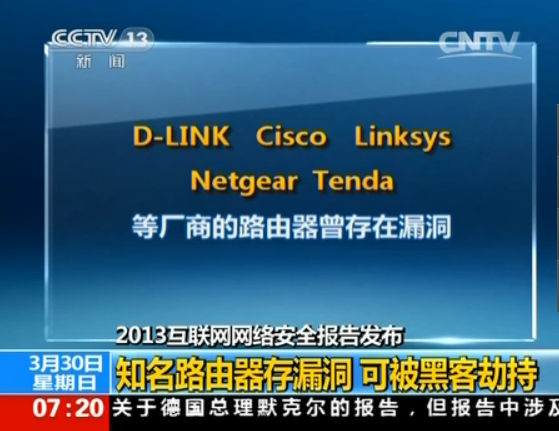 CCTV 13
新闻
CNTV
D-LINK Cisco Linksys
Netgear Tenda
等厂商的路由器曾存在漏洞
2013互联网网络安全报告发布
3月30日
星期日
知名路由器存漏洞 可被黑客劫持
07:20
关于德国总理默克尔的报告，但报告中涉及